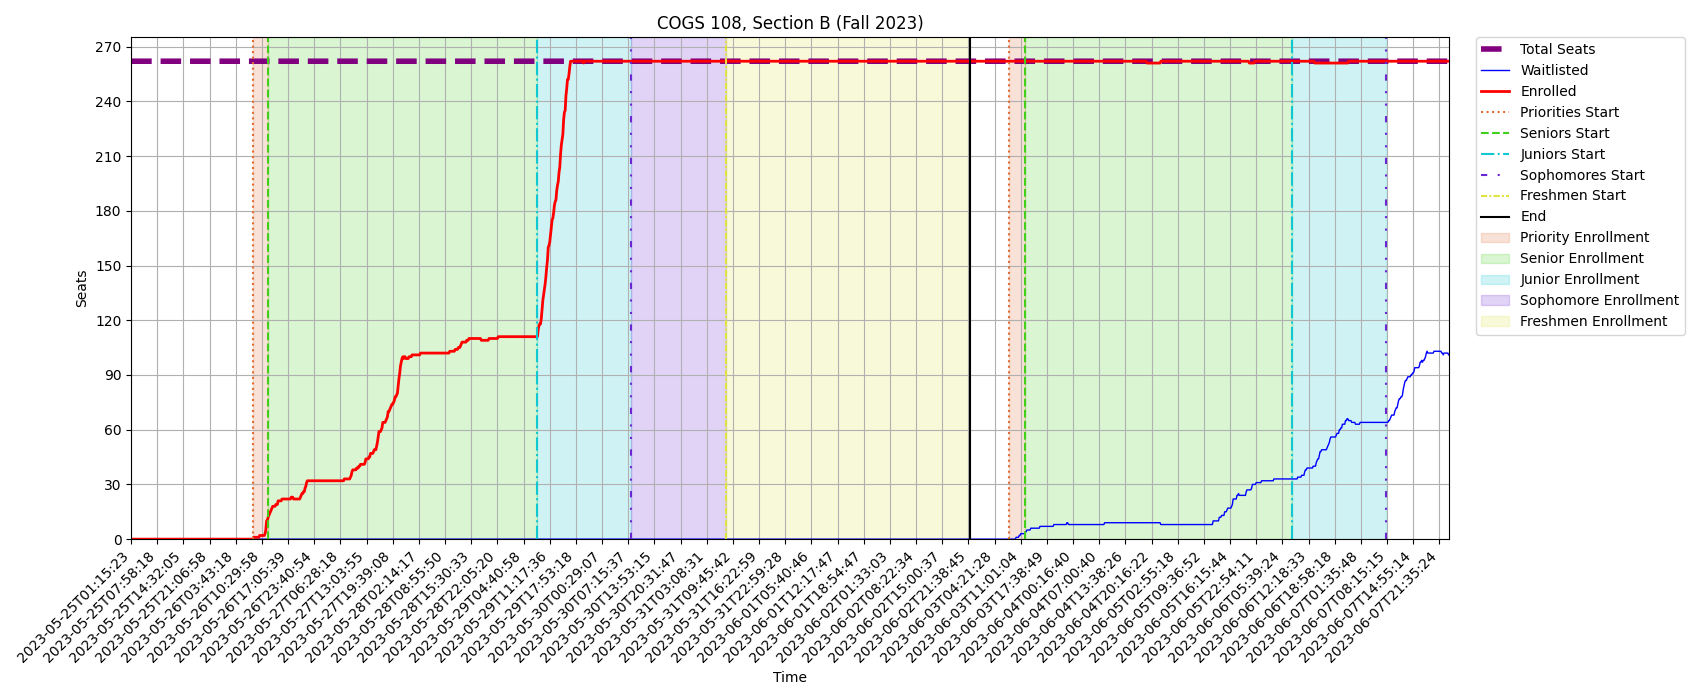 COGS 108, Section B (Fall 2023)
270
240
210
180
150
120
90
60
30
0
Seats
2023-05-25T01:15:23
2023-05-25T07:58:18
2023-05-25T14:32:05
2023-05-25T21:06:58
2023-05-26T03:43:18
2023-05-26T10:29:58
2023-05-26T17:05:39
2023-05-26T23:40:54
2023-05-27T06:28:18
2023-05-27T13:03:55
2023-05-27T19:39:08
2023-05-28T02:14:17
2023-05-28T08:55:50
2023-05-28T15:30:33
2023-05-28T22:05:20
2023-05-29T04:40:58
2023-05-29T11:17:36
2023-05-29T17:53:18
2023-05-30T00:29:07
2023-05-30T07:15:37
2023-05-30T13:53:15
2023-05-30T20:31:47
2023-05-31T03:08:31
2023-05-31T09:45:42
2023-05-31T16:22:59
2023-05-31T22:59:28
2023-06-01T05:40:46
2023-06-01T12:17:47
2023-06-01T18:54:47
2023-06-02T01:33:03
2023-06-02T08:22:34
2023-06-02T15:00:37
2023-06-02T21:38:45
2023-06-03T04:21:28
2023-06-03T11:01:04
2023-06-03T17:38:49
2023-06-04T00:16:40
2023-06-04T07:00:40
2023-06-04T13:38:26
2023-06-04T20:16:22
2023-06-05T02:55:18
2023-06-05T09:36:52
2023-06-05T16:15:44
2023-06-05T22:54:11
2023-06-06T05:39:24
2023-06-06T12:18:33
2023-06-06T18:58:18
2023-06-07T01:35:48
2023-06-07T08:15:15
2023-06-07T14:55:14
2023-06-07T21:35:24
Time
Total Seats
Waitlisted
Enrolled
Priorities Start
Seniors Start
Juniors Start
Sophomores Start
Freshmen Start
End
Priority Enrollment
Senior Enrollment
Junior Enrollment
Sophomore Enrollment
Freshmen Enrollment